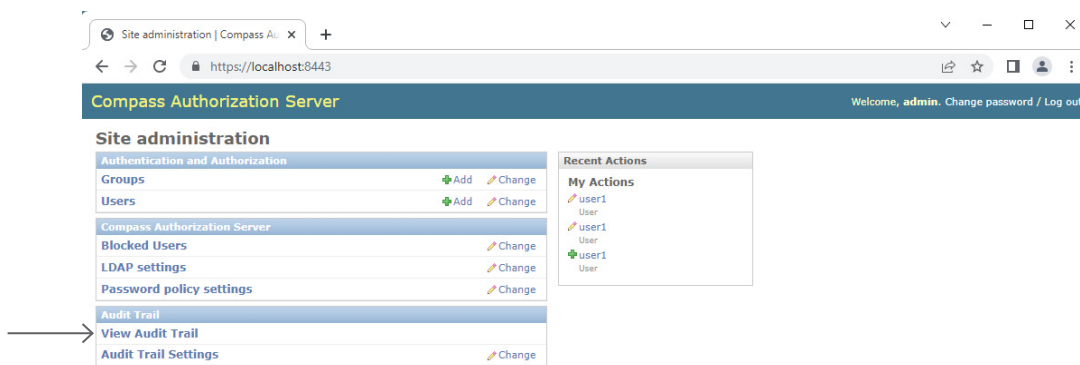 Site administration | Compass Au
https://localhost:8443
Compass Authorization Server
Welcome, admin. Change password / Log out
Site administration
Authentication and Authorization
Groups Add Change
Users Add Change
Compass Authorization Server
Blocked Users Change
LDAP settings Change
Password policy settings Change
Audit Trail
View Audit Trail
Audit Trail Settings Change
Recent Actions
My Actions
user1
User
user1
User
user1
User